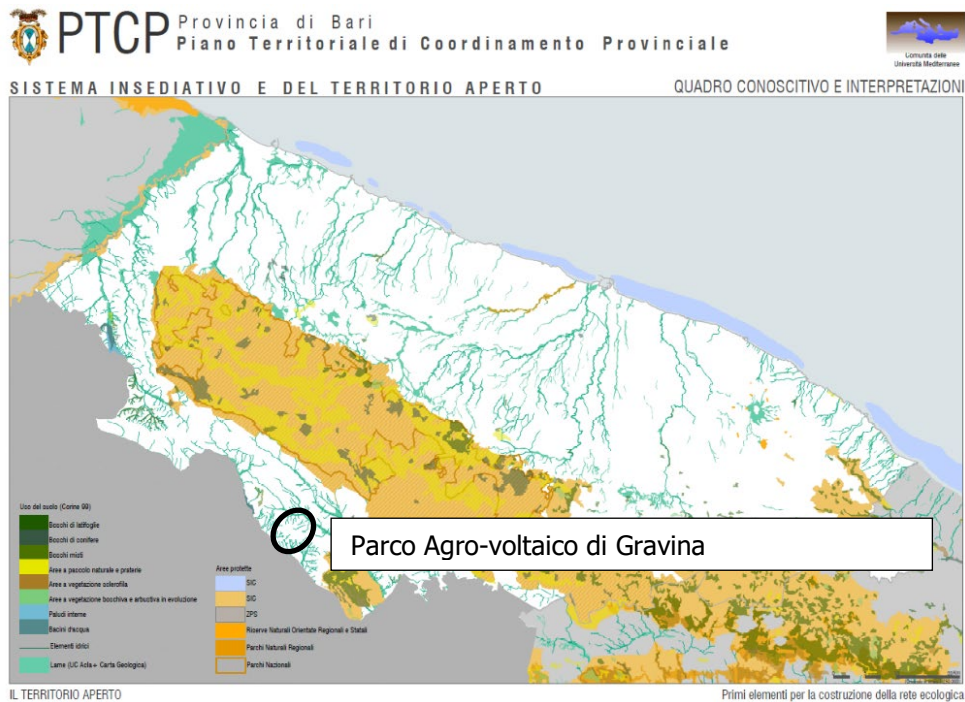 PTCP Provincia di Bari
Piano Territoriale di Coordinamento Provinciale
Comunità delle
Università Mediterranee
SISTEMA INSEDIATIVO E DEL TERRITORIO APERTO
QUADRO CONOSCITIVO E INTERPRETAZIONI
Parco Agro-voltaico di Gravina
Uso del suolo (Corine 99)
Boschi di latifoglie
Boschi di conifere
Boschi misti
Aree a pascolo naturale e praterie
Aree a vegetazione sclerofilla
Aree a vegetazione boschiva e arbustiva in evoluzione
Paludi interne
Bacini d'acqua
Elementi idrici
Lame (UC Acla + Carta Geologica)
Aree protette
SIC
SIC
ZPS
Riserve Naturali Orientate Regionali e Statali
Parchi Naturali Regionali
Parchi Nazionali
IL TERRITORIO APERTO
Primi elementi per la costruzione della rete ecologica